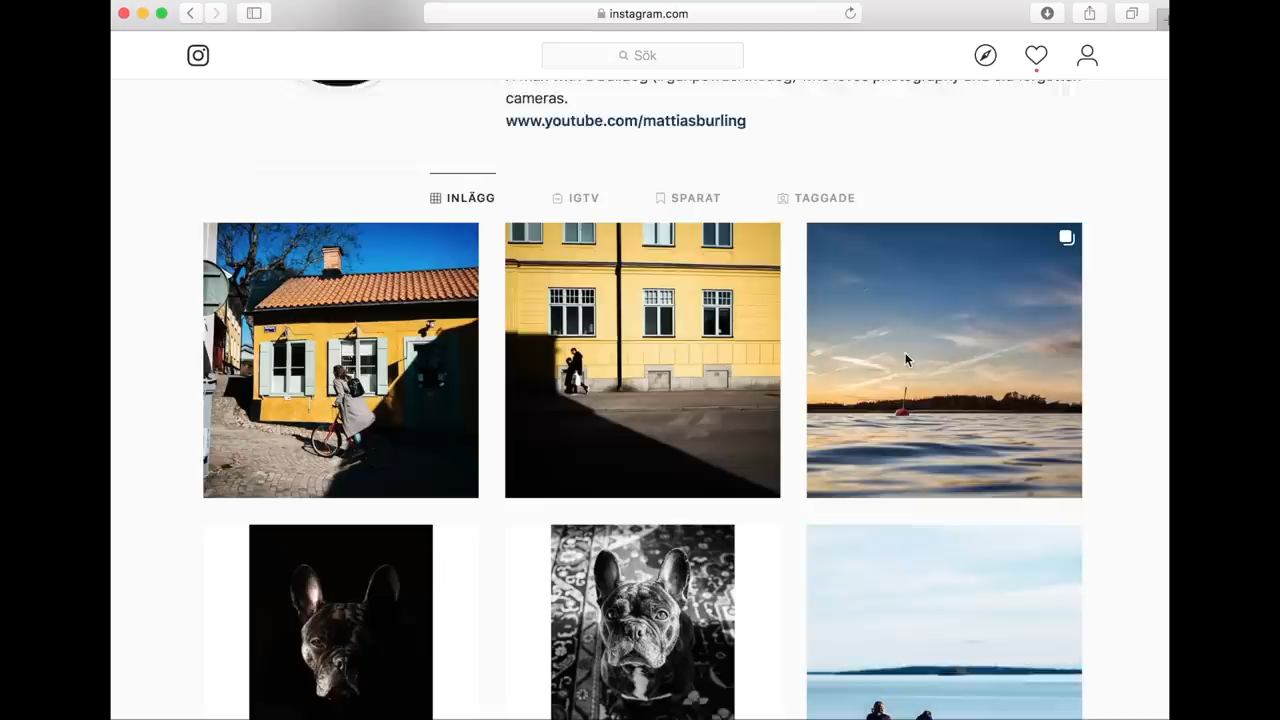 instagram.com
Sök
cameras.
www.youtube.com/mattiasburling
INLÄGG
IGTV
SPARAT
TAGGADE